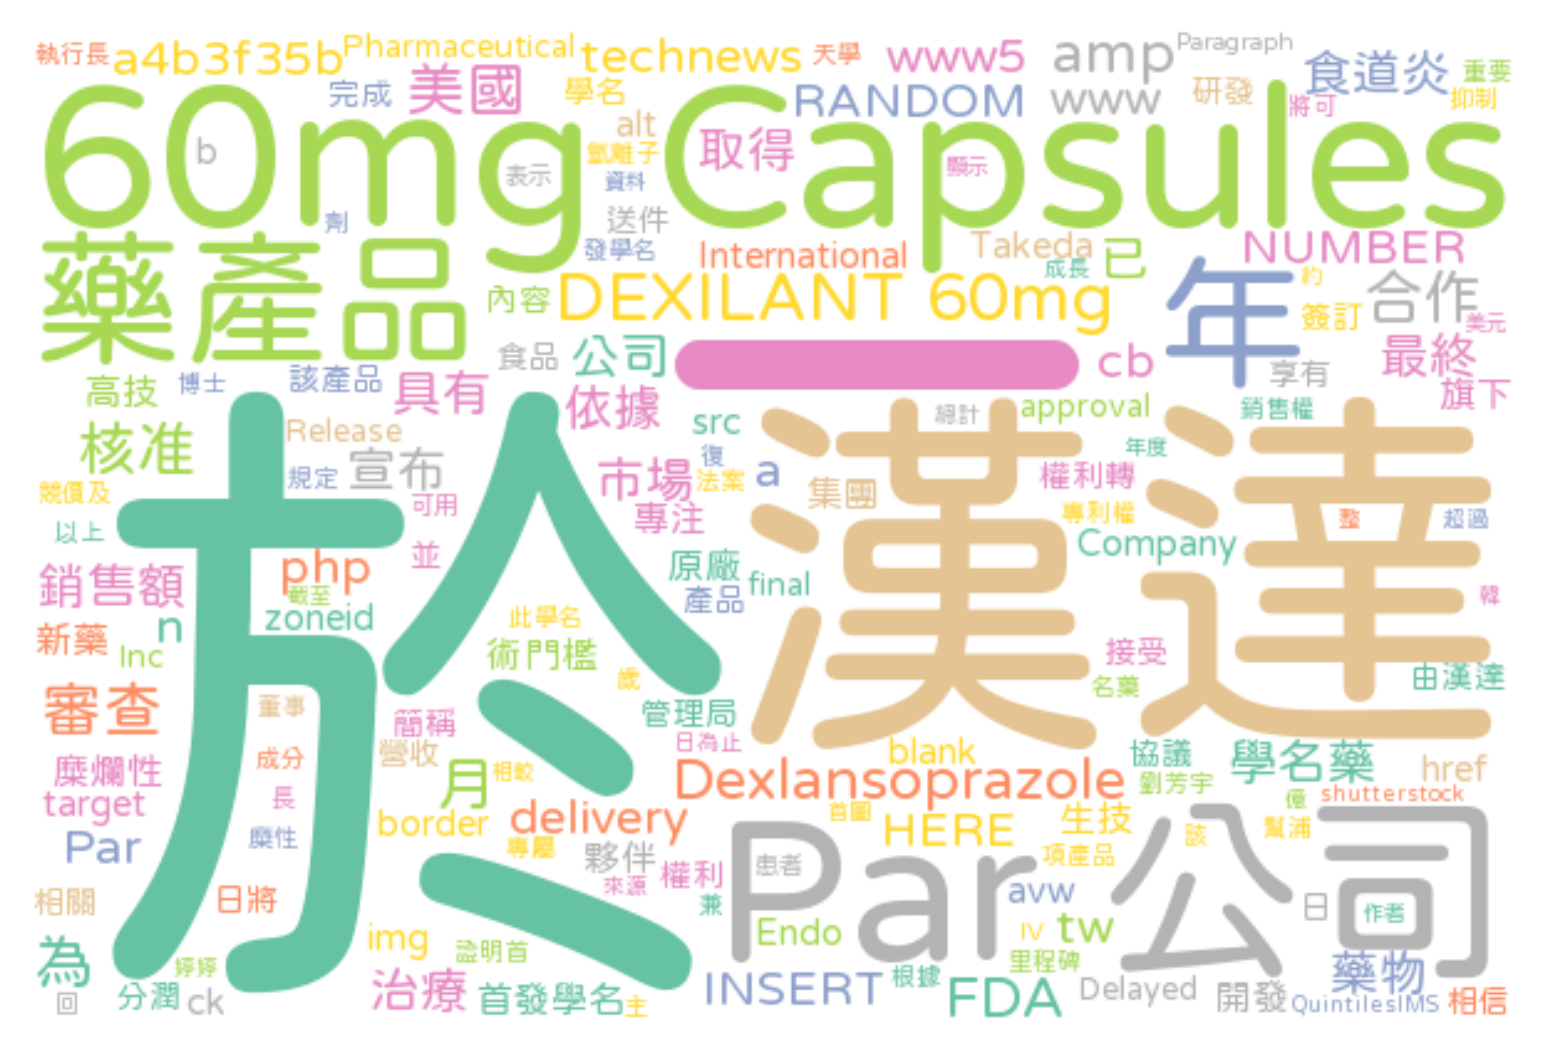 執行長 a4b3f35b Pharmaceutical technews 天學 www5 amp Paragraph 食道炎 重要
完成 美國 學名 RANDOM www 研發 將可 抑制
60mg Capsules
b alt 氫離子 取得 顯示
表示 資料
劑 送件
發學名 International Takeda 成長 已 NUMBER
藥產品 內容 DEXILANT 60mg 年 約 簽訂 合作 美元
食品 公司 cb 享有 最終 旗下
高技 博士 該產品 具有 依據
核准 Release 宣布 src 總計 approval 銷售權
規定 市場 復 法案 a 集團 權利轉 年度
競價及 可用 專注 專利權 整 超過
以上 於 漢達
並 原廠 Company
銷售額 php 截至 產品 final 韓
新藥 n zoneid 此學名
Inc 術門檻 接受
歲 名藥 由漢達
審查 董事 簡稱 管理局
日為止
糜爛性 成分 營收 月 相較 blank 協議 學名藥 href
target 長 Dexlansoprazole 劉芳宇 億 shutterstock
Par 糜性 border delivery 首圖 HERE 生技 該 幫浦
專屬 夥伴 Par公司 患者 項產品
相關 日將 來源 權利 兼 avw 日 作者
img Endo IV tw
為 婷婷 盈明首 里程碑 藥物
回 分潤 ck 治療 首發學名 主 INSERT 根據 FDA Delayed 開發 QuintilesIMS 相信